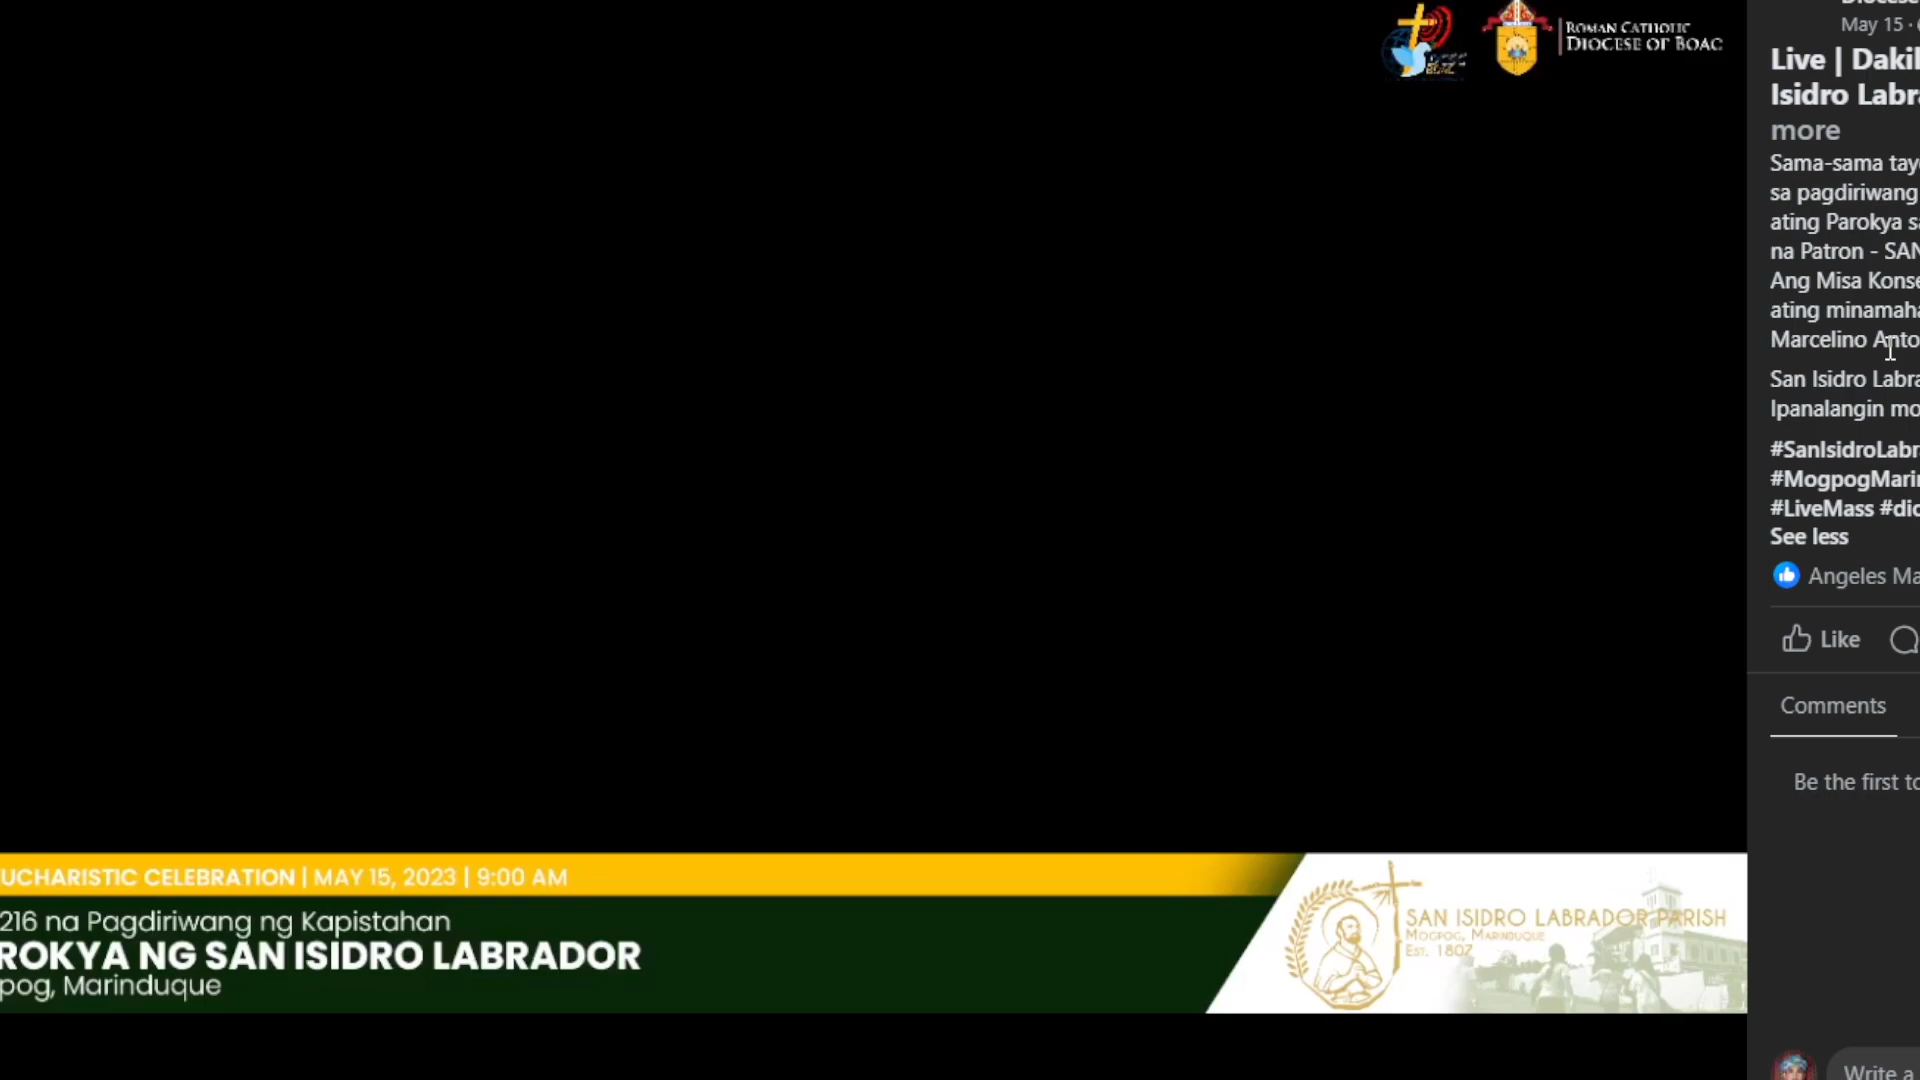 ROMAN CATHOLIC
DIOCESE OF BOAC
May 15 ·
Live | Dakil
Isidro Labra
more
Sama-sama tayo
sa pagdiriwang
ating Parokya sa
na Patron - SAN
Ang Misa Konse
ating minamaha
Marcelino Anto
San Isidro Labra
Ipanalangin mo
#SanIsidroLabr
#MogpogMarin
#LiveMass #dio
See less
Angeles Ma
Like
Comments
Be the first to
Write a
UCHARISTIC CELEBRATION | MAY 15, 2023 | 9:00 AM
216 na Pagdiriwang ng Kapistahan
ROKYA NG SAN ISIDRO LABRADOR
pog, Marinduque
SAN ISIDRO LABRADOR PARISH
MOGPOG, MARINDUQUE
EST. 1807